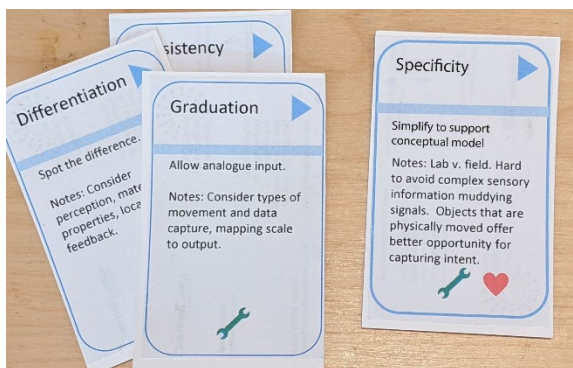 sistency
Differentiation
Spot the difference.
Notes: Consider
perception,
properties,
feedback.
Graduation
Allow analogue input.
Notes: Consider types of
movement and data
capture, mapping scale
to output.
Specificity
Simplify to support
conceptual model
Notes: Lab v. field. Hard
to avoid complex sensory
information muddying
signals. Objects that are
physically moved offer
better opportunity for
capturing intent.